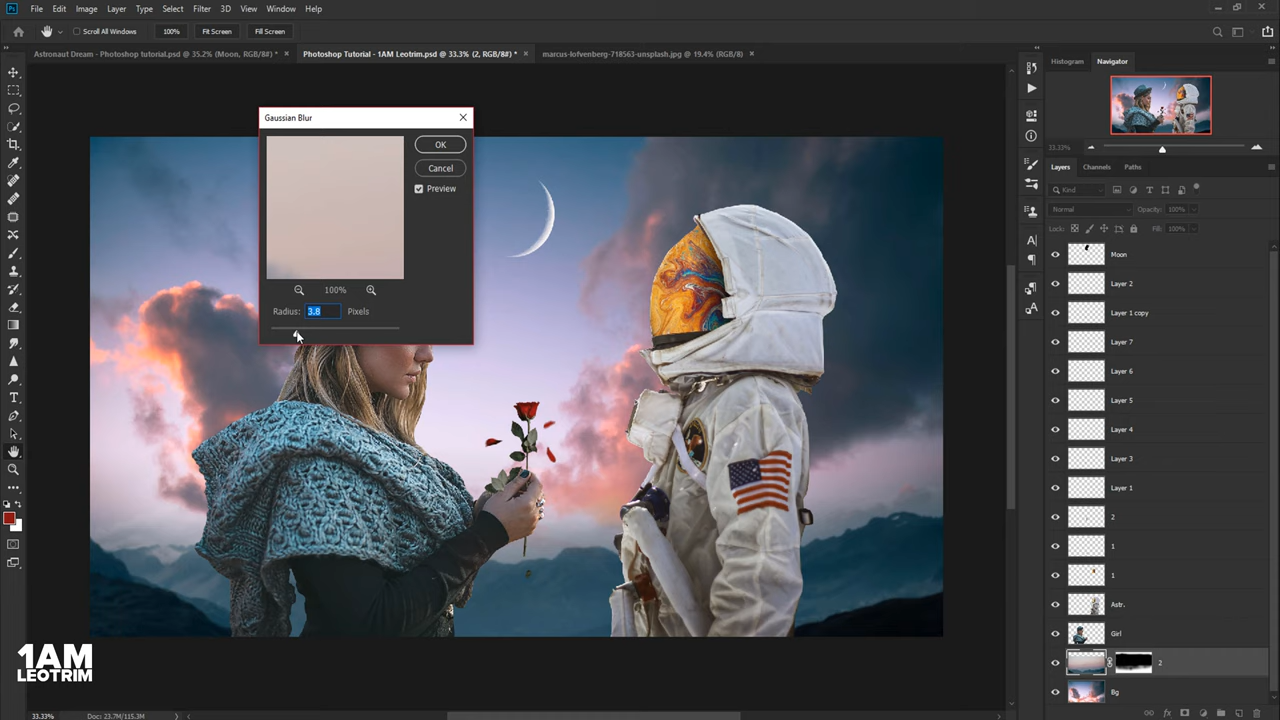 Ps File Edit Image Layer Type Select Filter 3D View Window Help
Scroll All Windows 100% Fit Screen Fill Screen
Astronaut Dream - Photoshop tutorial.psd @ 35.2% (Moon, RGB/8#) * × Photoshop Tutorial - 1AM Leotrim.psd @ 33.3% (2, RGB/8#) * × marcus-lofvenberg-718563-unsplash.jpg @ 19.4% (RGB/8) ×
Histogram Navigator
33.33%
Layers Channels Paths
Kind
Normal Opacity: 100%
Lock: Fill: 100%
Moon
Layer 2
Layer 1 copy
Layer 7
Layer 6
Layer 5
Layer 4
Layer 3
Layer 1
2
1
1
Astr.
Girl
2
Bg
Gaussian Blur
OK
Cancel
Preview
100%
Radius: 3.8 Pixels
1AM
LEOTRIM
33.33% Doc: 23.7M/115.3M